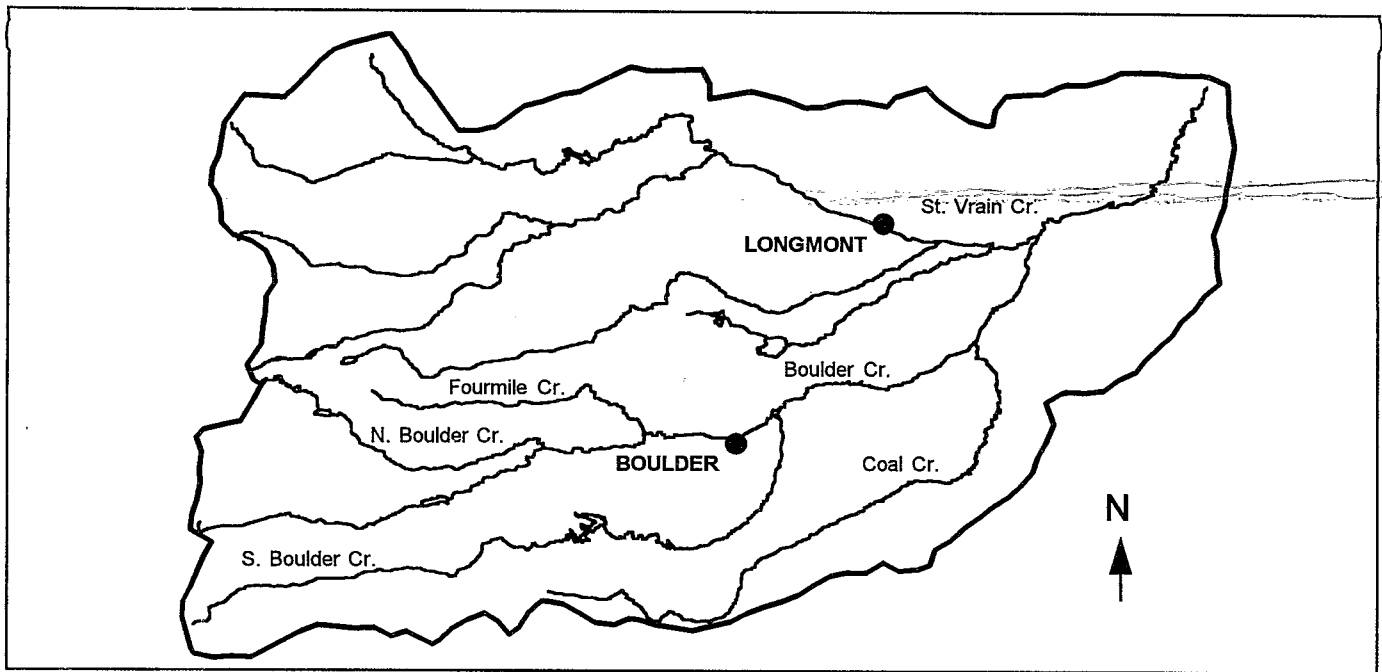 St. Vrain Cr.
LONGMONT
Boulder Cr.
Fourmile Cr.
N. Boulder Cr.
BOULDER
Coal Cr.
N
S. Boulder Cr.